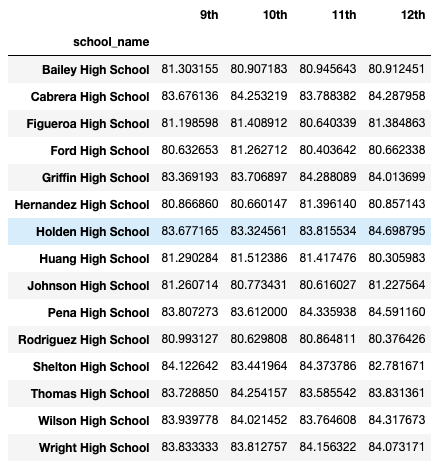 9th 10th 11th 12th
school_name
Bailey High School 81.303155 80.907183 80.945643 80.912451
Cabrera High School 83.676136 84.253219 83.788382 84.287958
Figueroa High School 81.198598 81.408912 80.640339 81.384863
Ford High School 80.632653 81.262712 80.403642 80.662338
Griffin High School 83.369193 83.706897 84.288089 84.013699
Hernandez High School 80.866860 80.660147 81.396140 80.857143
Holden High School 83.677165 83.324561 83.815534 84.698795
Huang High School 81.290284 81.512386 81.417476 80.305983
Johnson High School 81.260714 80.773431 80.616027 81.227564
Pena High School 83.807273 83.612000 84.335938 84.591160
Rodriguez High School 80.993127 80.629808 80.864811 80.376426
Shelton High School 84.122642 83.441964 84.373786 82.781671
Thomas High School 83.728850 84.254157 83.585542 83.831361
Wilson High School 83.939778 84.021452 83.764608 84.317673
Wright High School 83.833333 83.812757 84.156322 84.073171